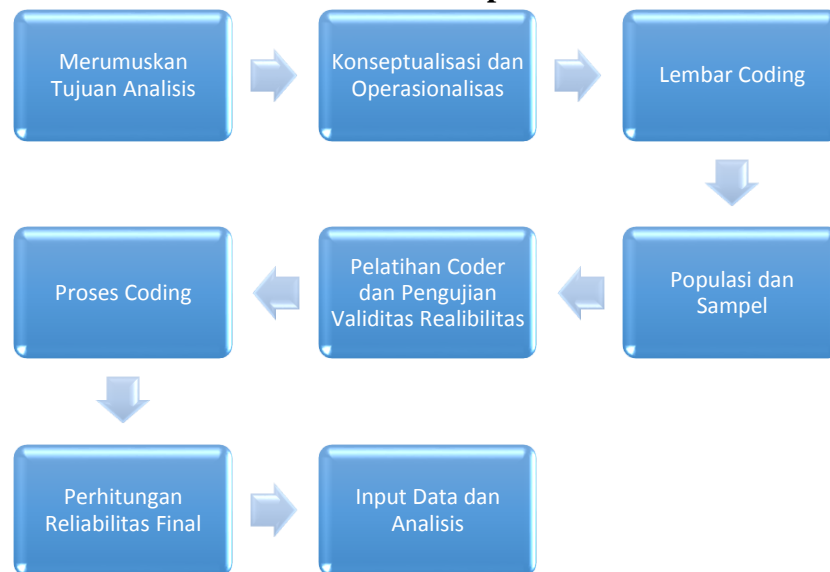 Merumuskan
Tujuan Analisis
Konseptualisasi dan
Operasionalisas
Lembar Coding
Populasi dan
Sampel
Pelatihan Coder
dan Pengujian
Validitas Realibilitas
Proses Coding
Perhitungan
Reliabilitas Final
Input Data dan
Analisis